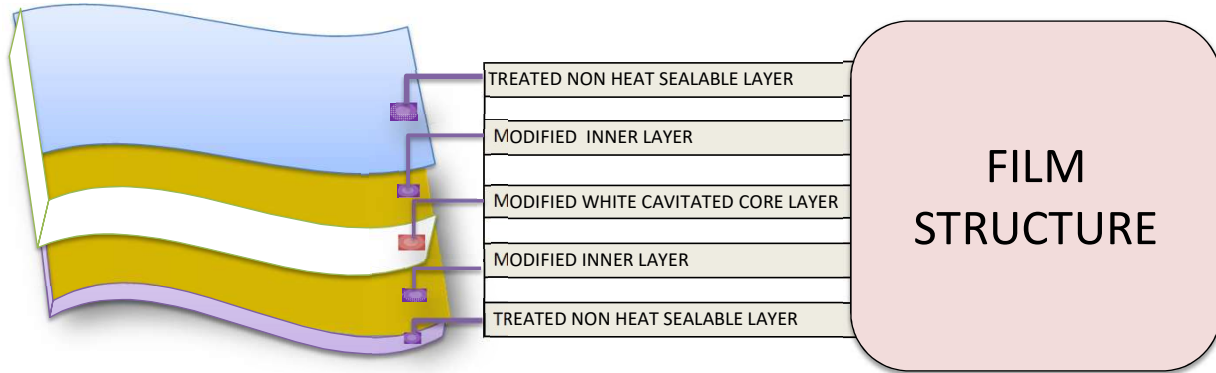 TREATED NON HEAT SEALABLE LAYER
MODIFIED INNER LAYER
MODIFIED WHITE CAVITATED CORE LAYER
MODIFIED INNER LAYER
TREATED NON HEAT SEALABLE LAYER
FILM
STRUCTURE